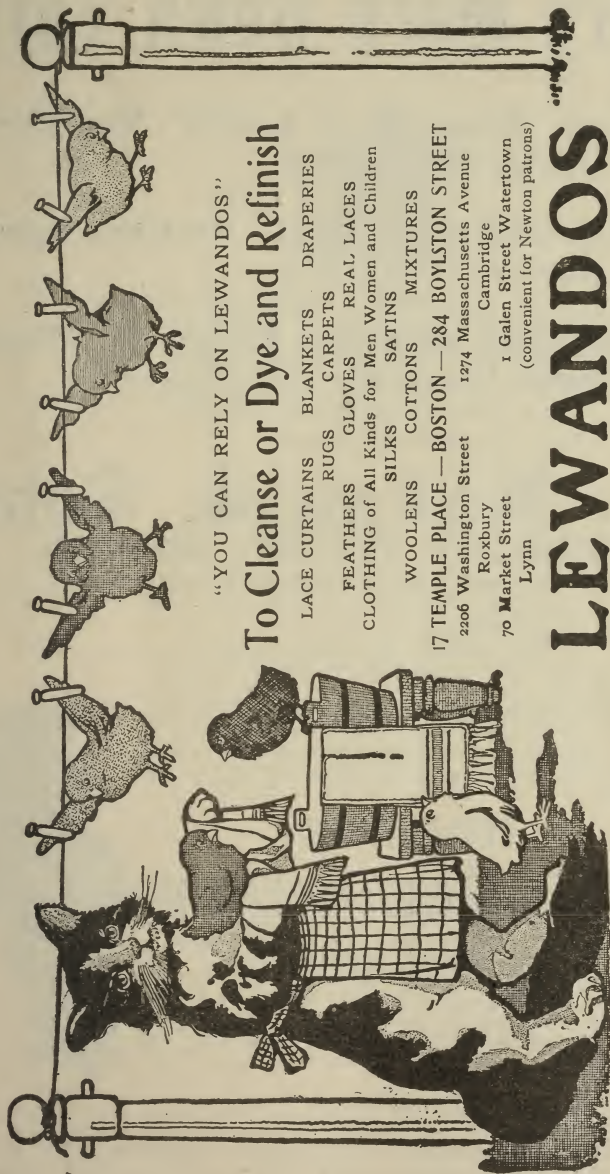 "YOU CAN RELY ON LEWANDOS"
To Cleanse or Dye and Refinish
LACE CURTAINS BLANKETS DRAPERIES
RUGS CARPETS
FEATHERS GLOVES REAL LACES
CLOTHING of All Kinds for Men Women and Children
SILKS SATINS
WOOLENS COTTONS MIXTURES
17 TEMPLE PLACE — BOSTON — 284 BOYLSTON STREET
2206 Washington Street 1274 Massachusetts Avenue
Roxbury Cambridge
70 Market Street 1 Galen Street Watertown
Lynn (convenient for Newton patrons)
LEWANDOS